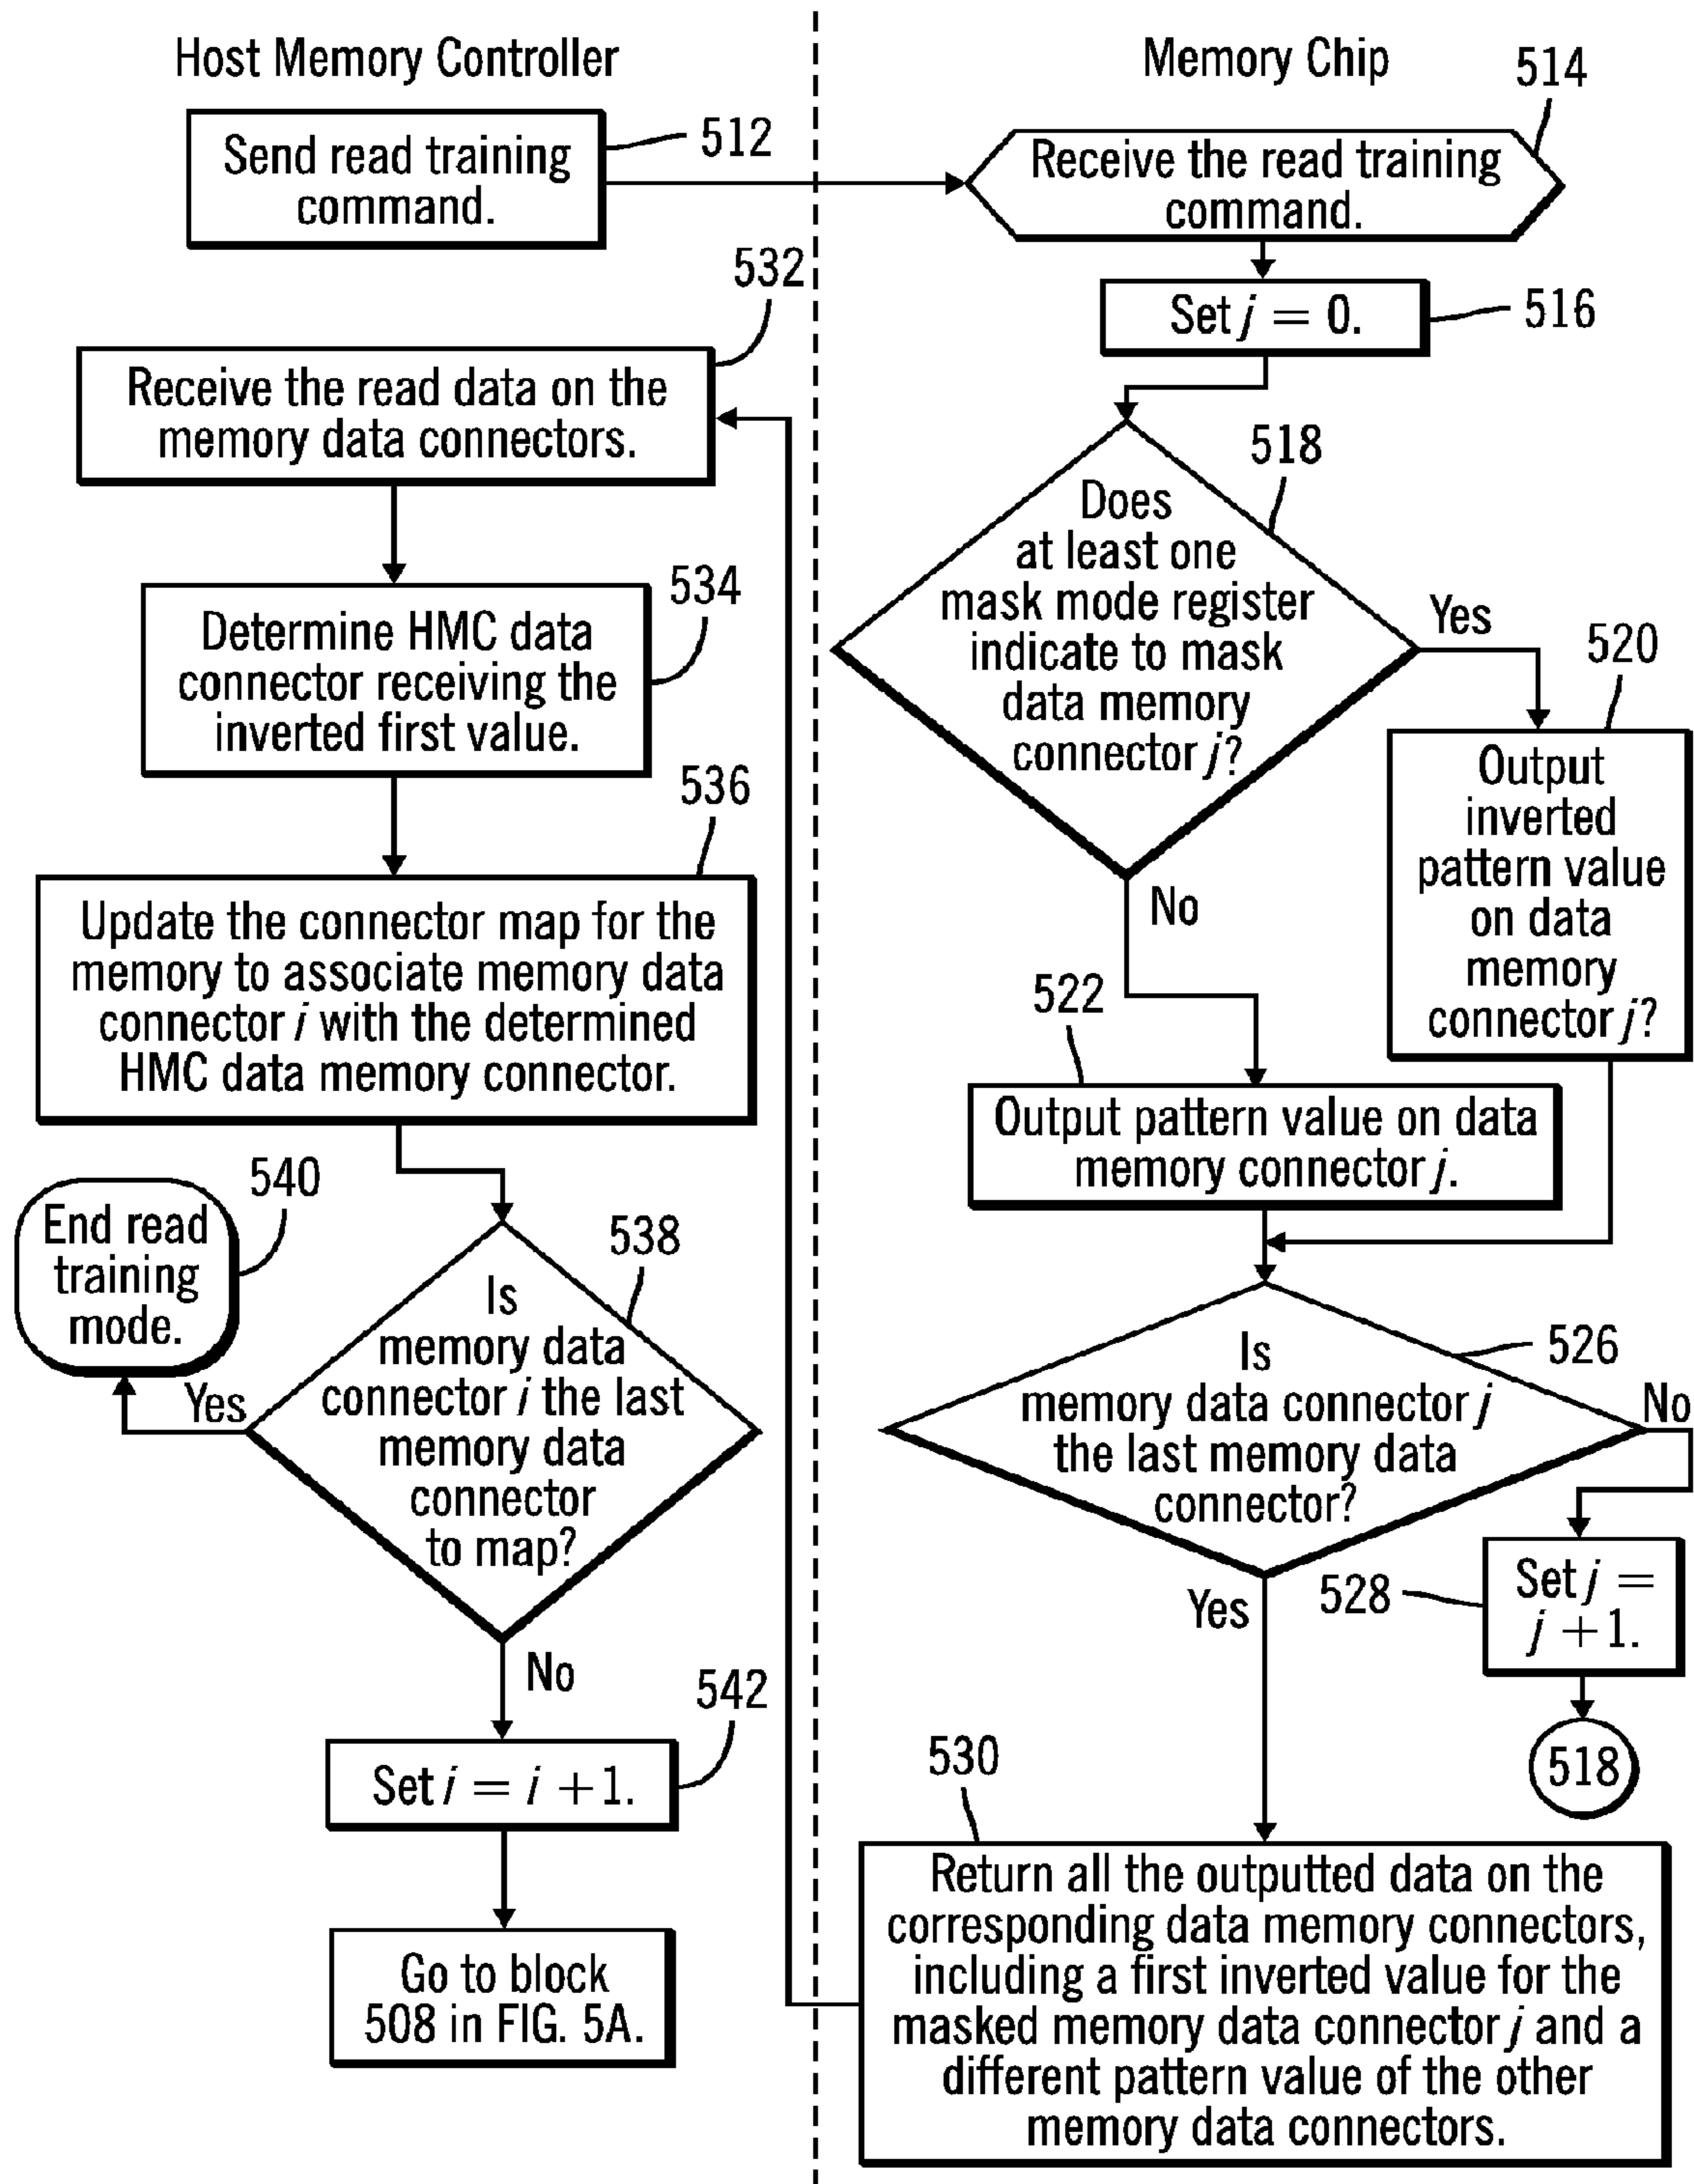 Host Memory Controller
Memory Chip
514
Send read training
command.
512
Receive the read training
command.
532
Set j = 0.
516
Receive the read data on the
memory data connectors.
518
Does
at least one
mask mode register
indicate to mask
data memory
connector j?
Yes
520
534
Determine HMC data
connector receiving the
inverted first value.
Output
inverted
pattern value
on data
memory
connector j?
No
536
Update the connector map for the
memory to associate memory data
connector i with the determined
HMC data memory connector.
522
Output pattern value on data
memory connector j.
540
End read
training
mode.
538
Is
memory data
connector i the last
memory data
connector
to map?
Yes
526
Is
memory data connector j
the last memory data
connector?
No
528
Set j =
j +1.
Yes
518
No
542
Set i = i +1.
530
Return all the outputted data on the
corresponding data memory connectors,
including a first inverted value for the
masked memory data connector j and a
different pattern value of the other
memory data connectors.
Go to block
508 in FIG. 5A.